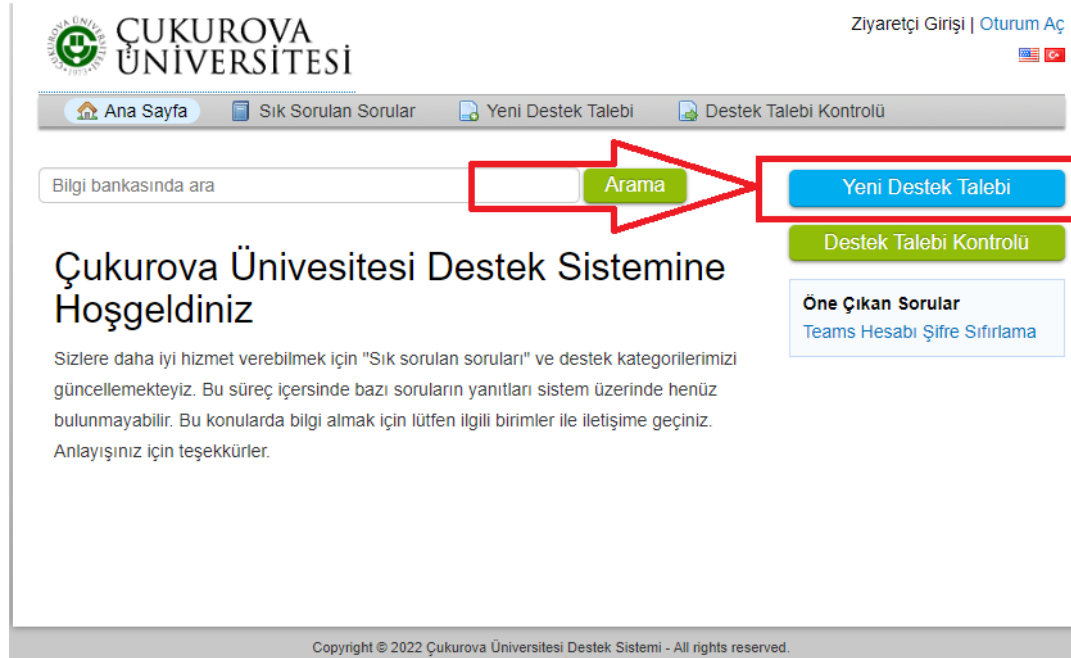 ÇUKUROVA
ÜNİVERSİTESİ
Ziyaretçi Girişi | Oturum Aç
Ana Sayfa
Sık Sorulan Sorular
Yeni Destek Talebi
Destek Talebi Kontrolü
Bilgi bankasında ara
Arama
Yeni Destek Talebi
Destek Talebi Kontrolü
Çukurova Ünivesitesi Destek Sistemine
Hoşgeldiniz
Öne Çıkan Sorular
Teams Hesabı Şifre Sıfırlama
Sizlere daha iyi hizmet verebilmek için "Sık sorulan soruları" ve destek kategorilerimizi
güncellemekteyiz. Bu süreç içersinde bazı soruların yanıtları sistem üzerinde henüz
bulunmayabilir. Bu konularda bilgi almak için lütfen ilgili birimler ile iletişime geçiniz.
Anlayışınız için teşekkürler.
Copyright © 2022 Çukurova Üniversitesi Destek Sistemi - All rights reserved.